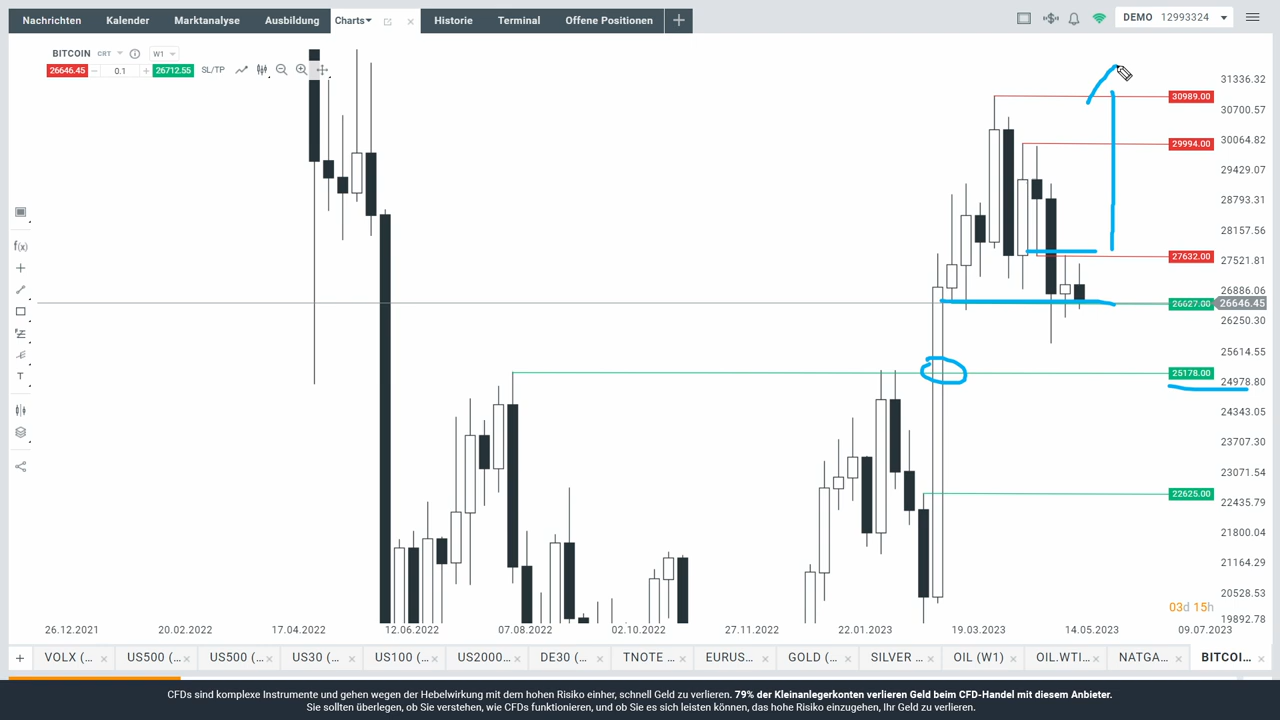 Nachrichten Kalender Marktanalyse Ausbildung Charts Historie Terminal Offene Positionen DEMO 12993324
BITCOIN CRT W1
26646.45 0.1 26712.55 SL/TP
31336.32
30989.00
30700.57
29994.00 30064.82
29429.07
28793.31
28157.56
27632.00 27521.81
26886.06
26627.00 26646.45
26250.30
25614.55
25178.00
24978.80
24343.05
23707.30
23071.54
22625.00
22435.79
21800.04
21164.29
20528.53
03d 15h
19892.78
26.12.2021 20.02.2022 17.04.2022 12.06.2022 07.08.2022 02.10.2022 27.11.2022 22.01.2023 19.03.2023 14.05.2023 09.07.2023
VOLX (... US500 (... US500 (... US30 (... US100 (... US2000... DE30 (... TNOTE ... EURUS... GOLD (... SILVER ... OIL (W1) OIL.WTI... NATGA... BITCOI...
CFDs sind komplexe Instrumente und gehen wegen der Hebelwirkung mit dem hohen Risiko einher, schnell Geld zu verlieren. 79% der Kleinanlegerkonten verlieren Geld beim CFD-Handel mit diesem Anbieter.
Sie sollten überlegen, ob Sie verstehen, wie CFDs funktionieren, und ob Sie es sich leisten können, das hohe Risiko einzugehen, Ihr Geld zu verlieren.